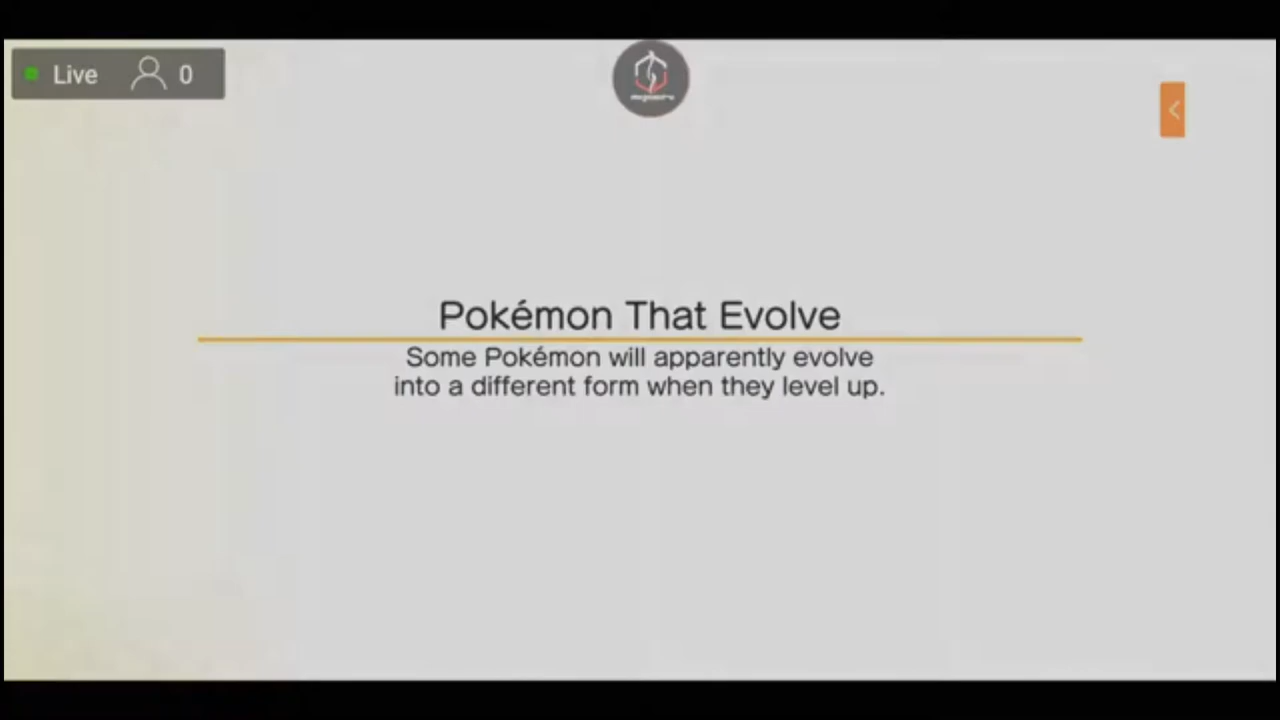 Live 0
Pokémon That Evolve
Some Pokémon will apparently evolve
into a different form when they level up.